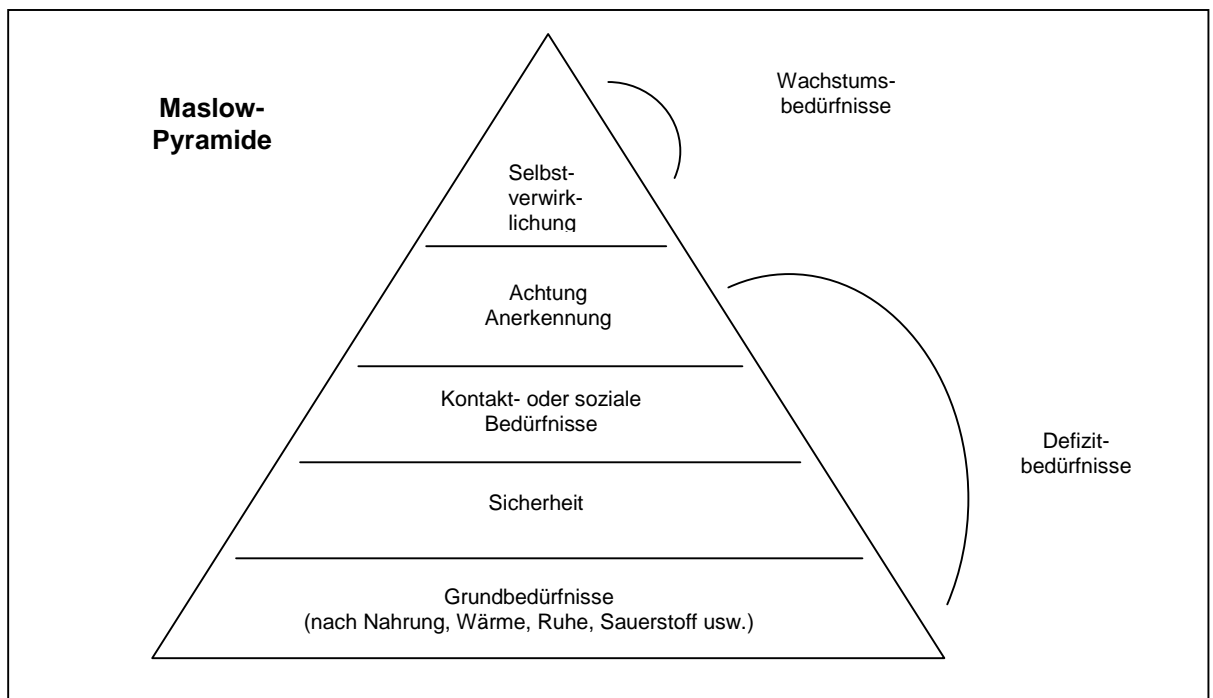 Maslow-
Pyramide
Wachstums-
bedürfnisse
Selbst-
verwirk-
lichung
Achtung
Anerkennung
Kontakt- oder soziale
Bedürfnisse
Defizit-
bedürfnisse
Sicherheit
Grundbedürfnisse
(nach Nahrung, Wärme, Ruhe, Sauerstoff usw.)